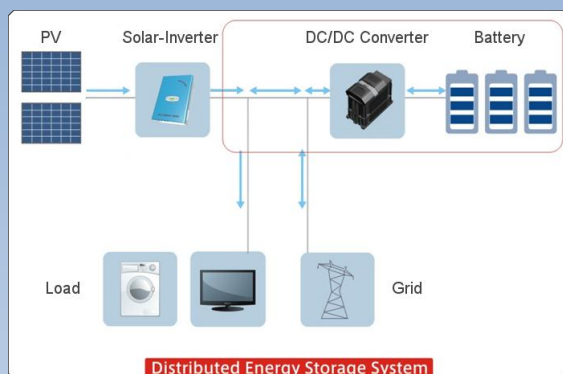 PV Solar-Inverter DC/DC Converter Battery
Load Grid
Distributed Energy Storage System